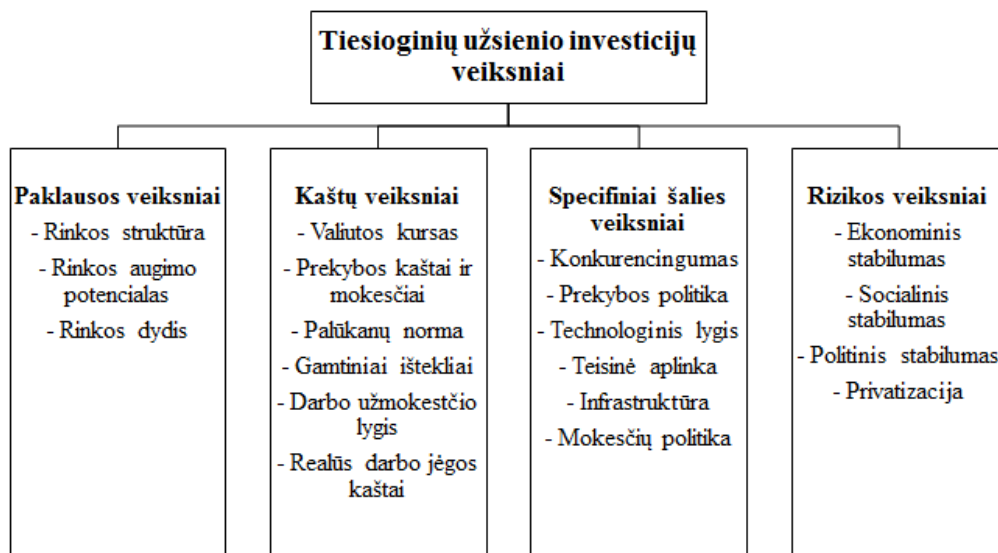 Tiesioginių užsienio investicijų
veiksniai
Paklausos veiksniai
- Rinkos struktūra
- Rinkos augimo
potencialas
- Rinkos dydis
Kaštų veiksniai
- Valiutos kursas
- Prekybos kaštai ir
mokesčiai
- Palūkanų norma
- Gamtiniai ištekliai
- Darbo užmokestčio
lygis
- Realūs darbo jėgos
kaštai
Specifiniai šalies
veiksniai
- Konkurencingumas
- Prekybos politika
- Technologinis lygis
- Teisinė aplinka
- Infrastruktūra
- Mokesčių politika
Rizikos veiksniai
- Ekonominis
stabilumas
- Socialinis
stabilumas
- Politinis stabilumas
- Privatizacija